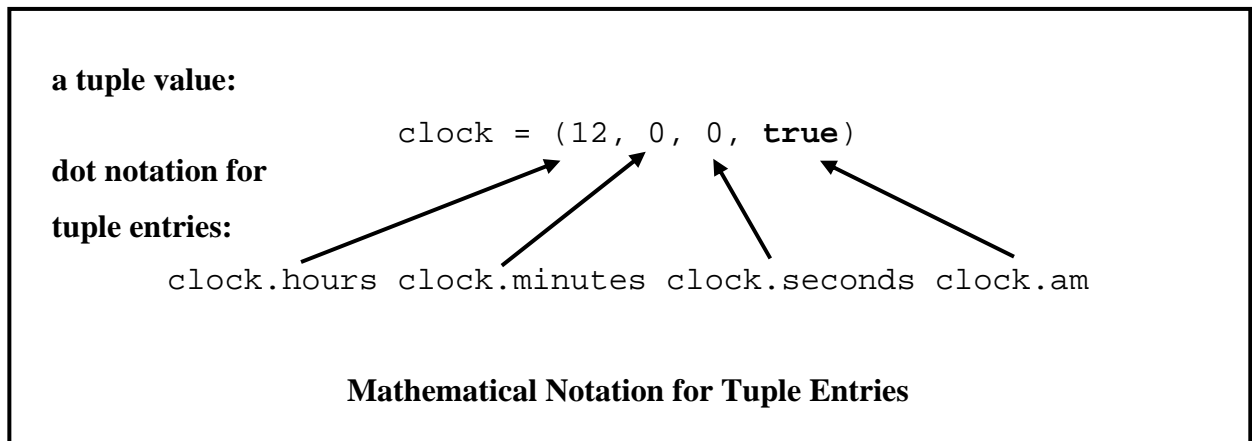 a tuple value:
clock = (12, 0, 0, true)
dot notation for
tuple entries:
clock.hours clock.minutes clock.seconds clock.am
Mathematical Notation for Tuple Entries